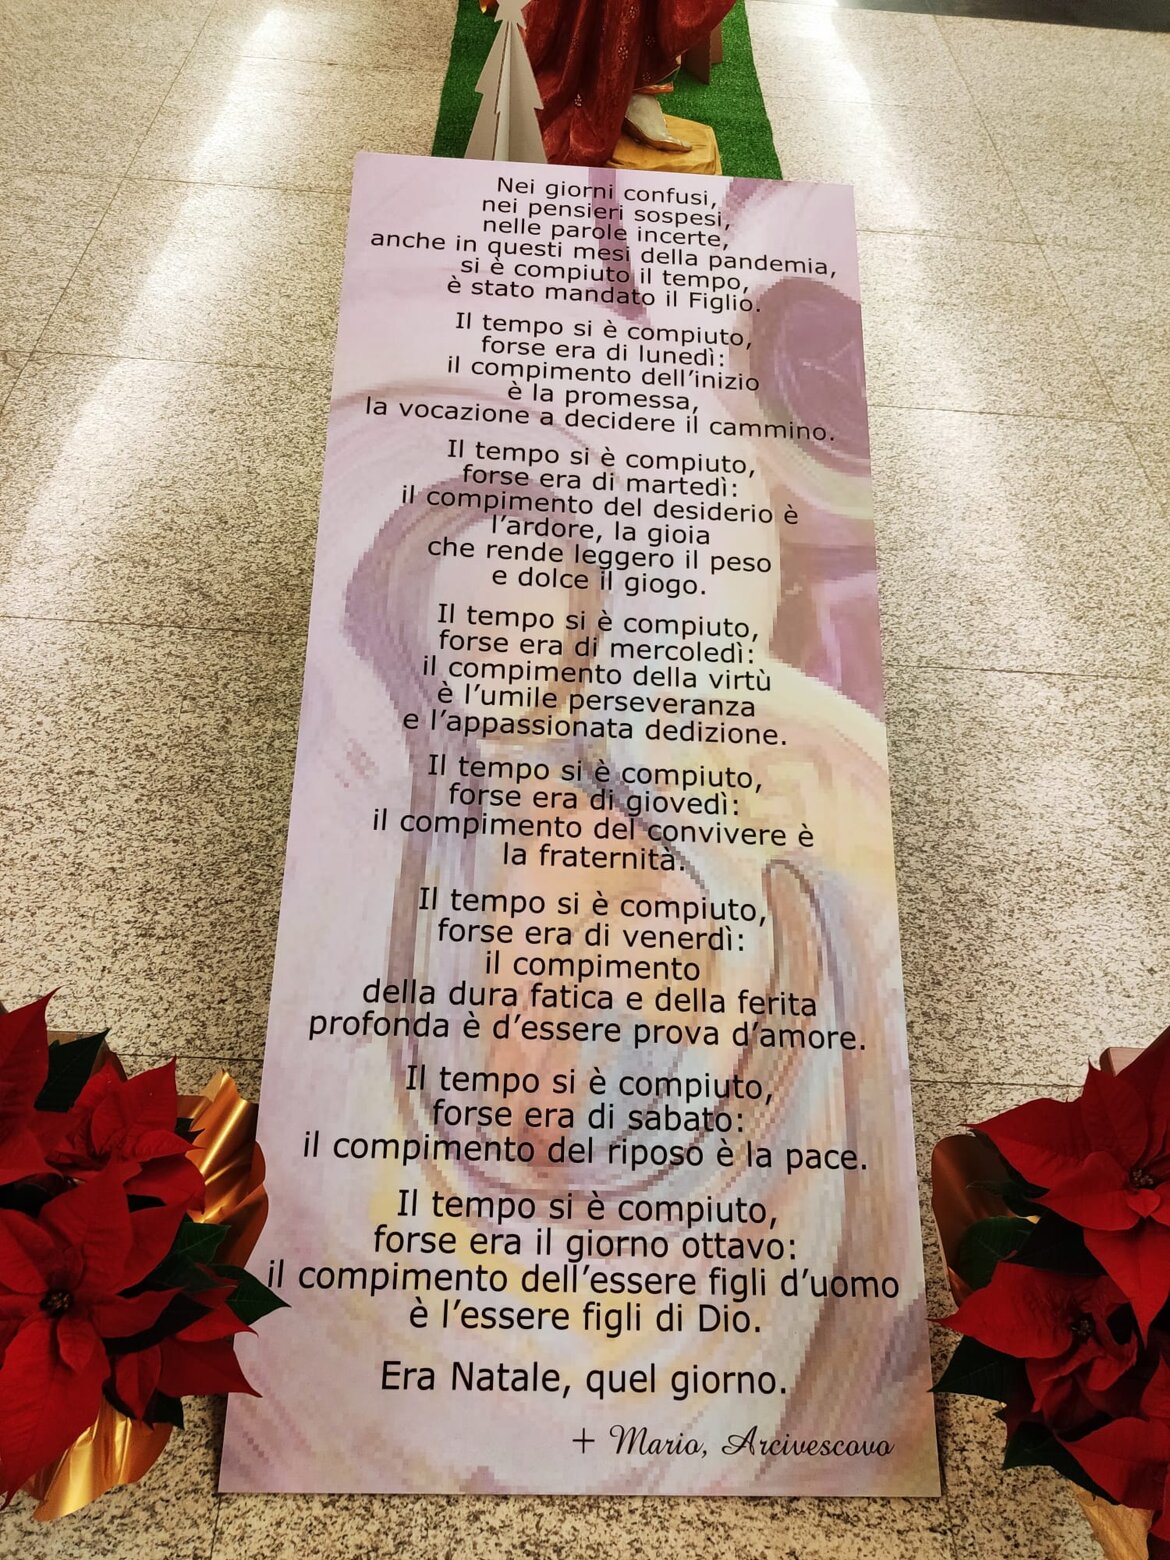 Nei giorni confusi,
nei pensieri sospesi,
nelle parole incerte,
anche in questi mesi della pandemia,
si è compiuto il tempo,
è stato mandato il Figlio.
Il tempo si è compiuto,
forse era di lunedì:
il compimento dell'inizio
è la promessa,
la vocazione a decidere il cammino.
Il tempo si è compiuto,
forse era di martedì:
il compimento del desiderio è
l'ardore, la gioia
che rende leggero il peso
e dolce il giogo.
Il tempo si è compiuto,
forse era di mercoledì:
il compimento della virtù
è l'umile perseveranza
e l'appassionata dedizione.
Il tempo si è compiuto,
forse era di giovedì:
il compimento del convivere è
la fraternità.
Il tempo si è compiuto,
forse era di venerdì:
il compimento
della dura fatica e della ferita
profonda è d'essere prova d'amore.
Il tempo si è compiuto,
forse era di sabato:
il compimento del riposo è la pace.
Il tempo si è compiuto,
forse era il giorno ottavo:
il compimento dell'essere figli d'uomo
è l'essere figli di Dio.
Era Natale, quel giorno.
+ Mario, Arcivescovo